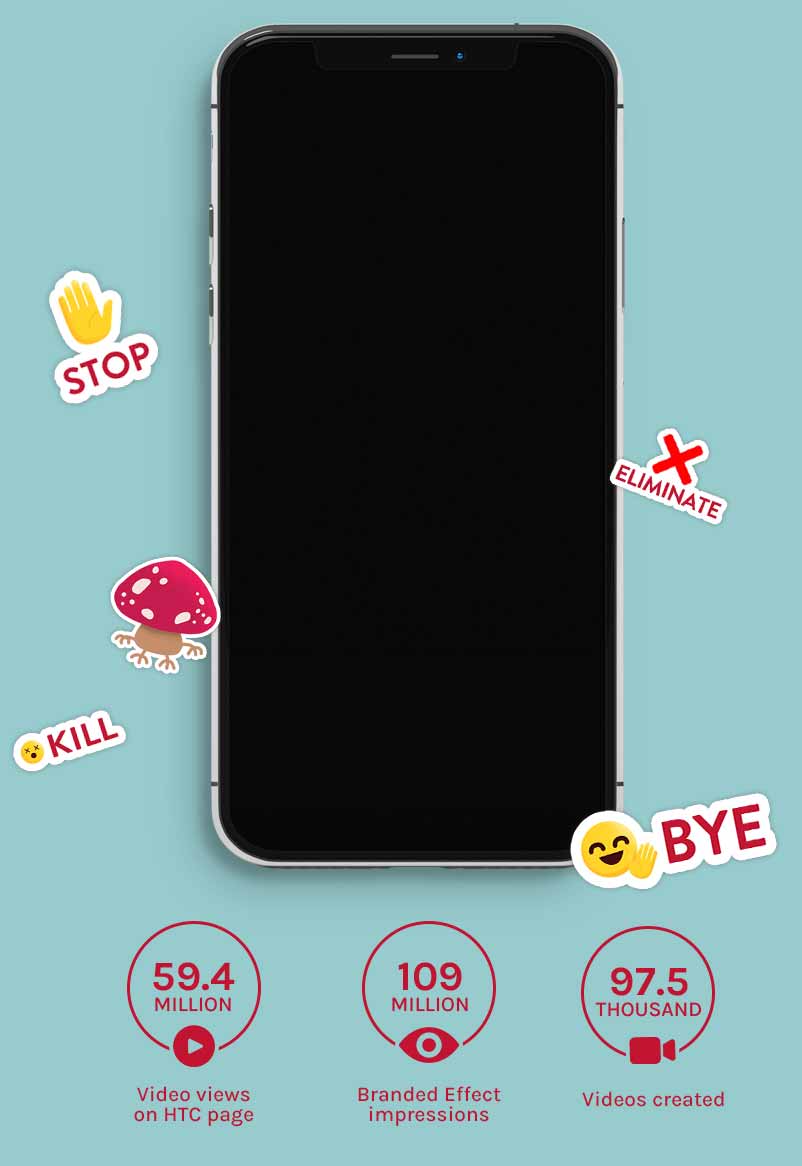 STOP
ELIMINATE
KILL
BYE
59.4
MILLION
109
MILLION
97.5
THOUSAND
Video views
on HTC page
Branded Effect
impressions
Videos created